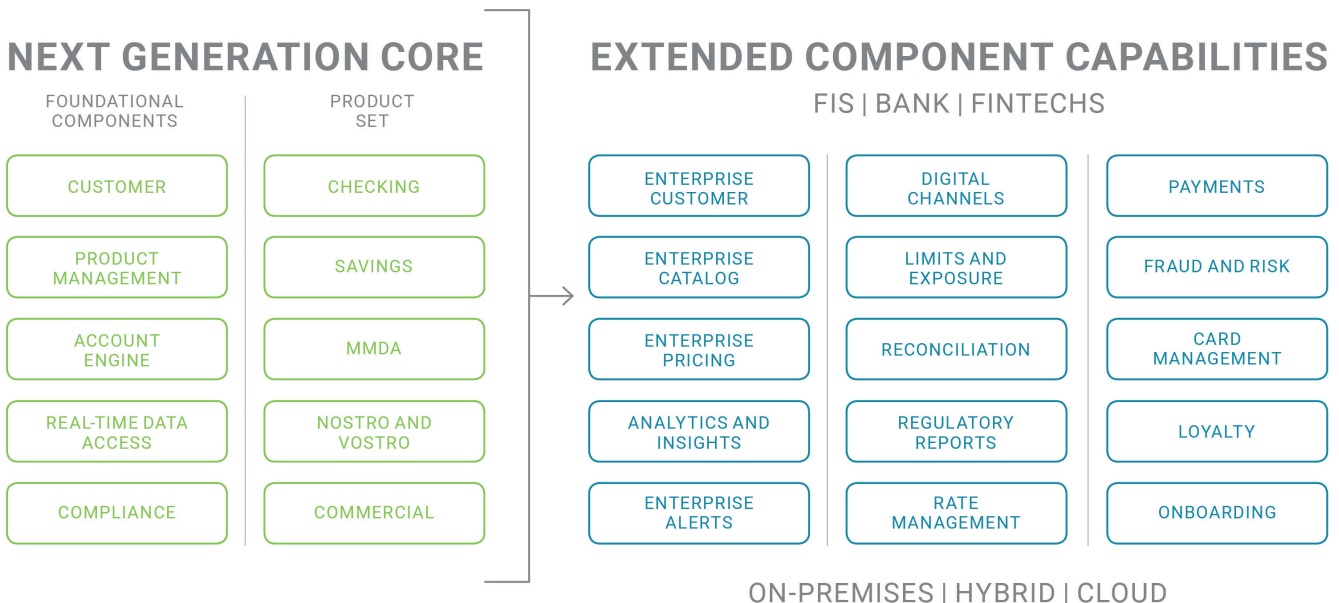 NEXT GENERATION CORE
FOUNDATIONAL
COMPONENTS
CUSTOMER
PRODUCT
MANAGEMENT
ACCOUNT
ENGINE
REAL-TIME DATA
ACCESS
COMPLIANCE
PRODUCT
SET
CHECKING
SAVINGS
MMDA
NOSTRO AND
VOSTRO
COMMERCIAL
EXTENDED COMPONENT CAPABILITIES
FIS | BANK | FINTECHS
ENTERPRISE
CUSTOMER
ENTERPRISE
CATALOG
ENTERPRISE
PRICING
ANALYTICS AND
INSIGHTS
ENTERPRISE
ALERTS
DIGITAL
CHANNELS
LIMITS AND
EXPOSURE
RECONCILIATION
REGULATORY
REPORTS
RATE
MANAGEMENT
PAYMENTS
FRAUD AND RISK
CARD
MANAGEMENT
LOYALTY
ONBOARDING
ON-PREMISES | HYBRID | CLOUD